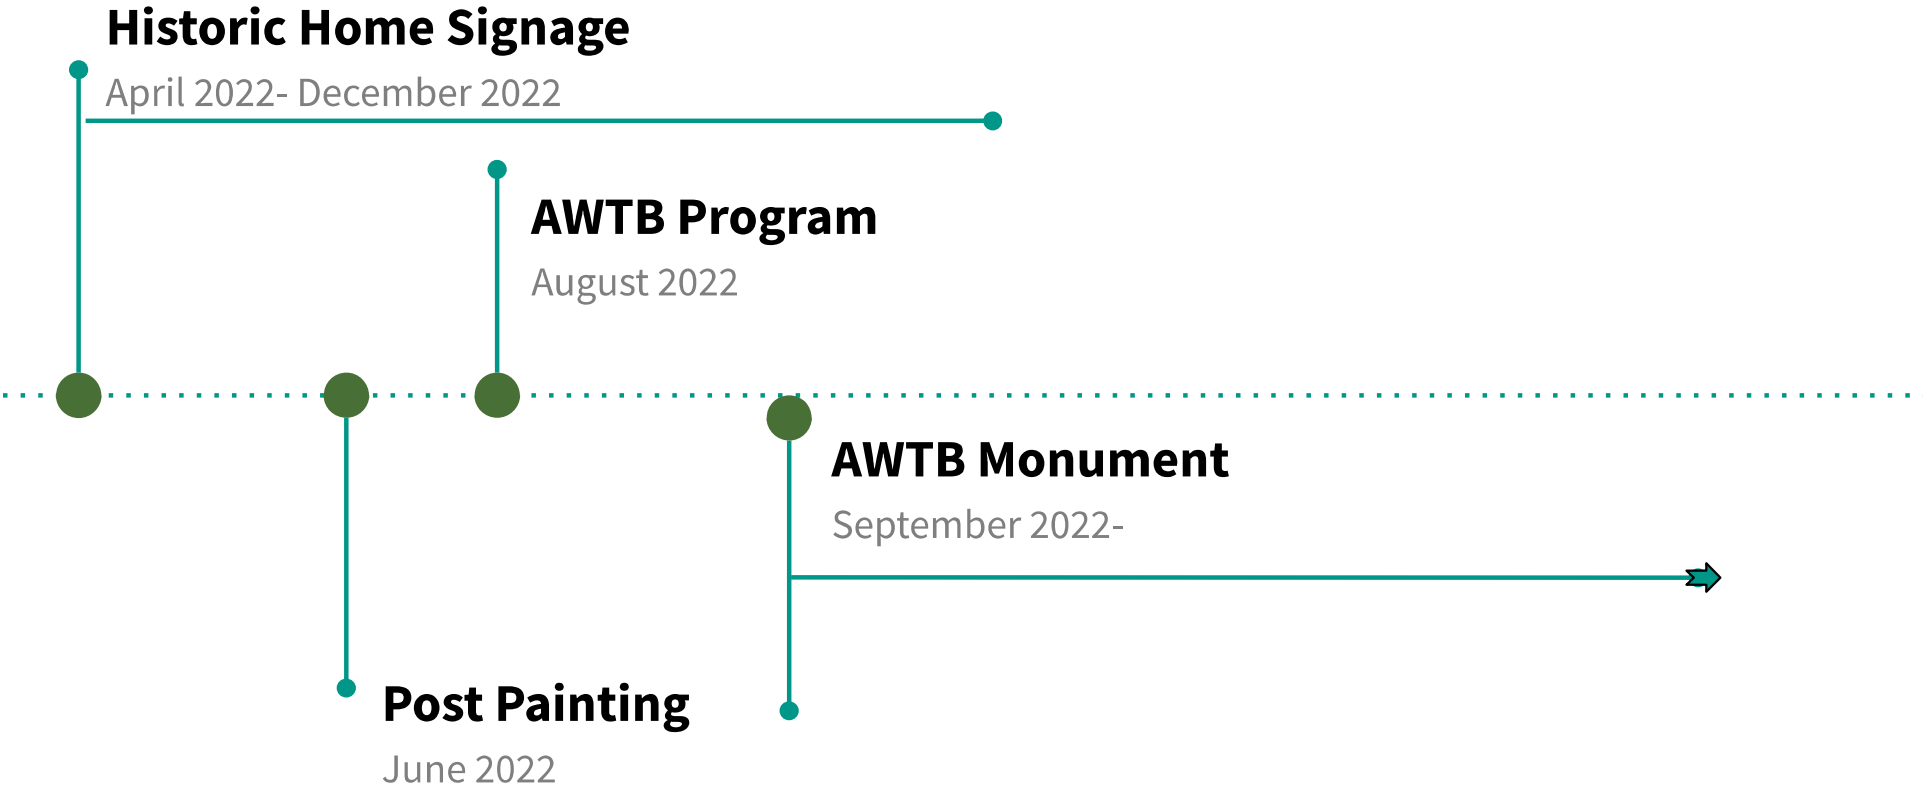 Historic Home Signage
April 2022- December 2022
AWTB Program
August 2022
AWTB Monument
September 2022-
Post Painting
June 2022